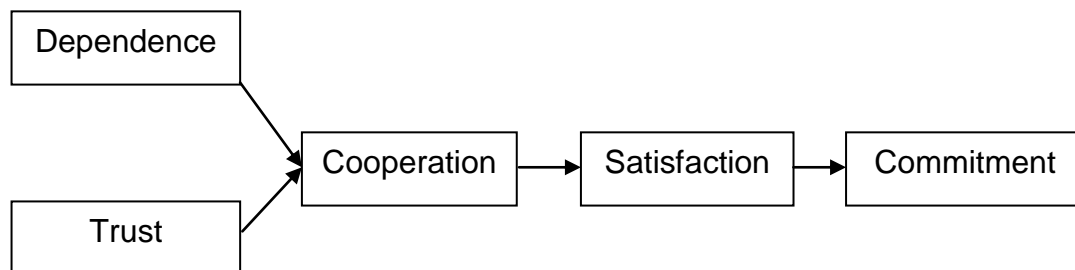 Dependence
Cooperation
Satisfaction
Commitment
Trust